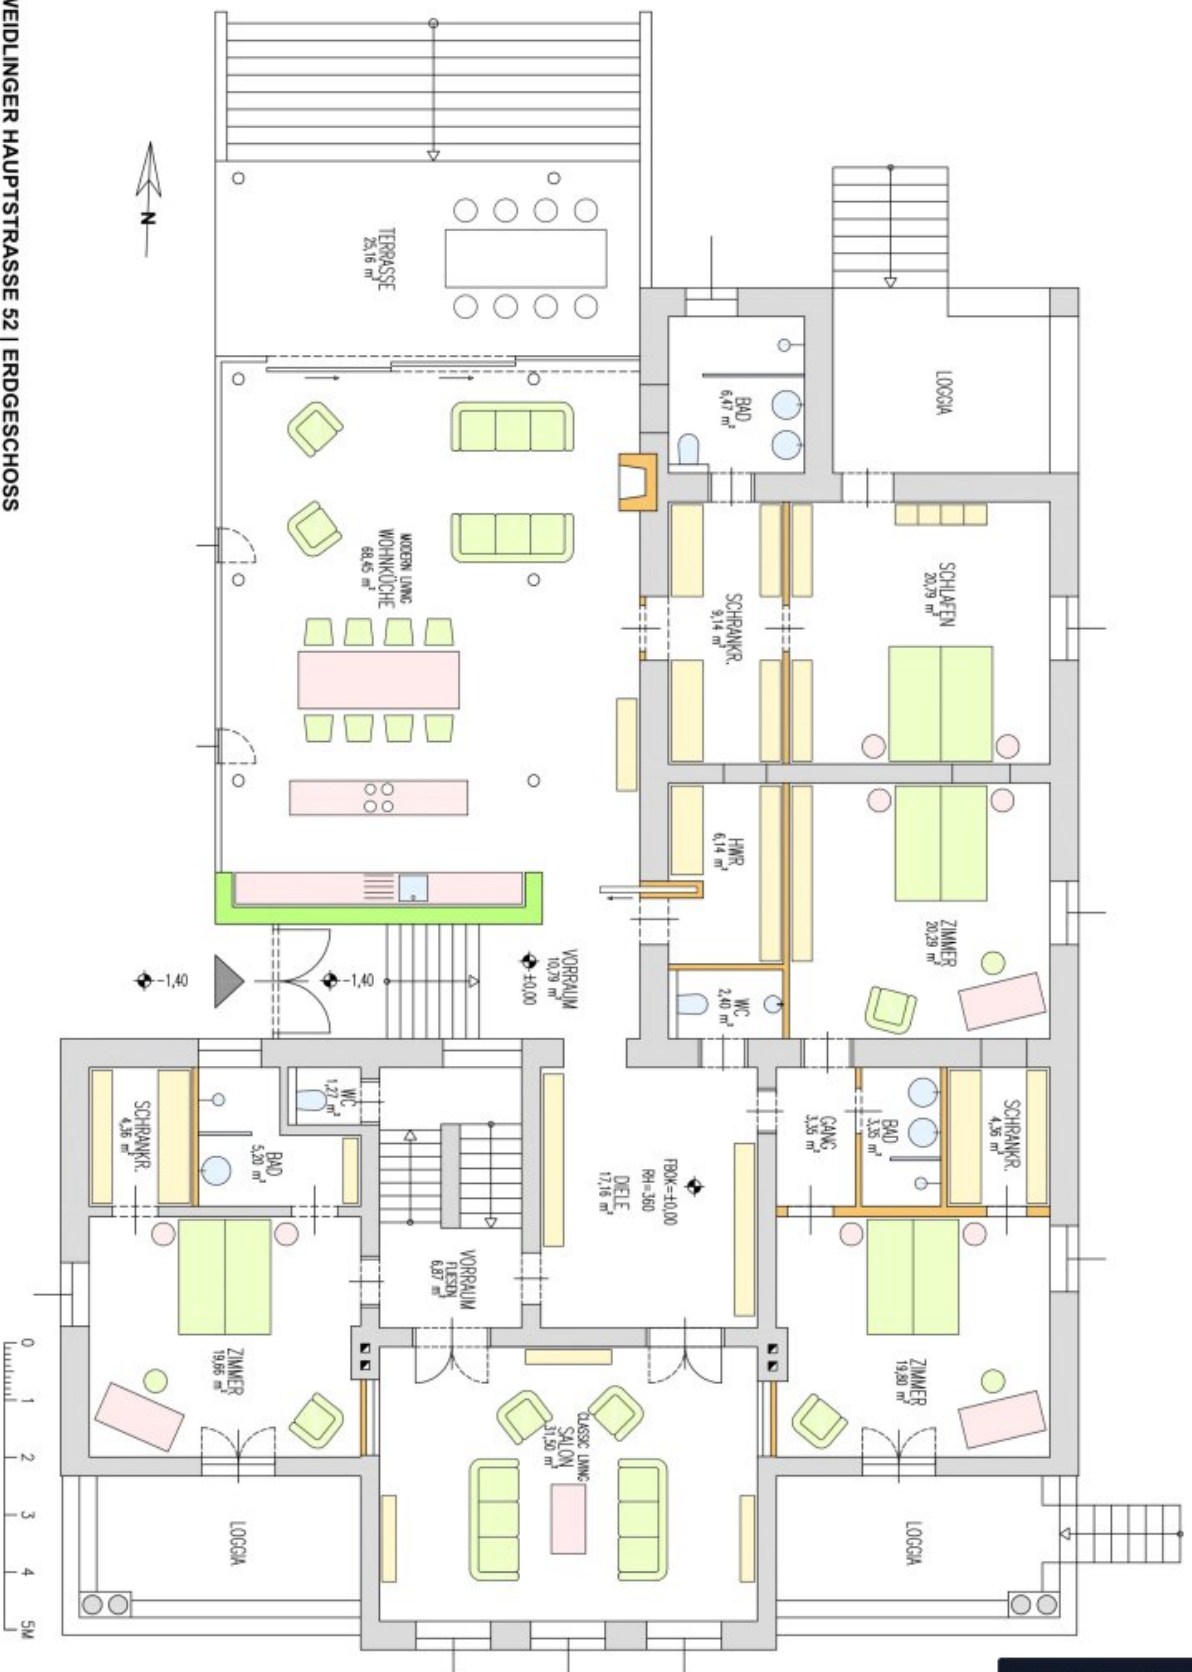 WEIDLINGER HAUPTSTRASSE 52 | ERDGESCHOSS
N
TERRASSE
25,16 m²
LOGGIA
BAD
6,47 m²
MODERN LIVING
WOHNKÜCHE
68,45 m²
SCHRANKR.
9,14 m²
SCHLAFEN
20,79 m²
HWR
6,14 m²
ZIMMER
20,29 m²
VORRAUM
10,79 m²
±0,00
-1,40
-1,40
WC
2,40 m²
SCHRANKR.
4,36 m²
BAD
5,20 m²
WC
1,27 m²
FBOK=±0,00
RH=360
DIELE
17,16 m²
GANG
3,35 m²
BAD
3,35 m²
SCHRANKR.
4,36 m²
VORRAUM
FLIESEN
6,87 m²
ZIMMER
19,66 m²
CLASSIC LIVING
SALON
31,50 m²
ZIMMER
19,80 m²
LOGGIA
LOGGIA
0 1 2 3 4 5M